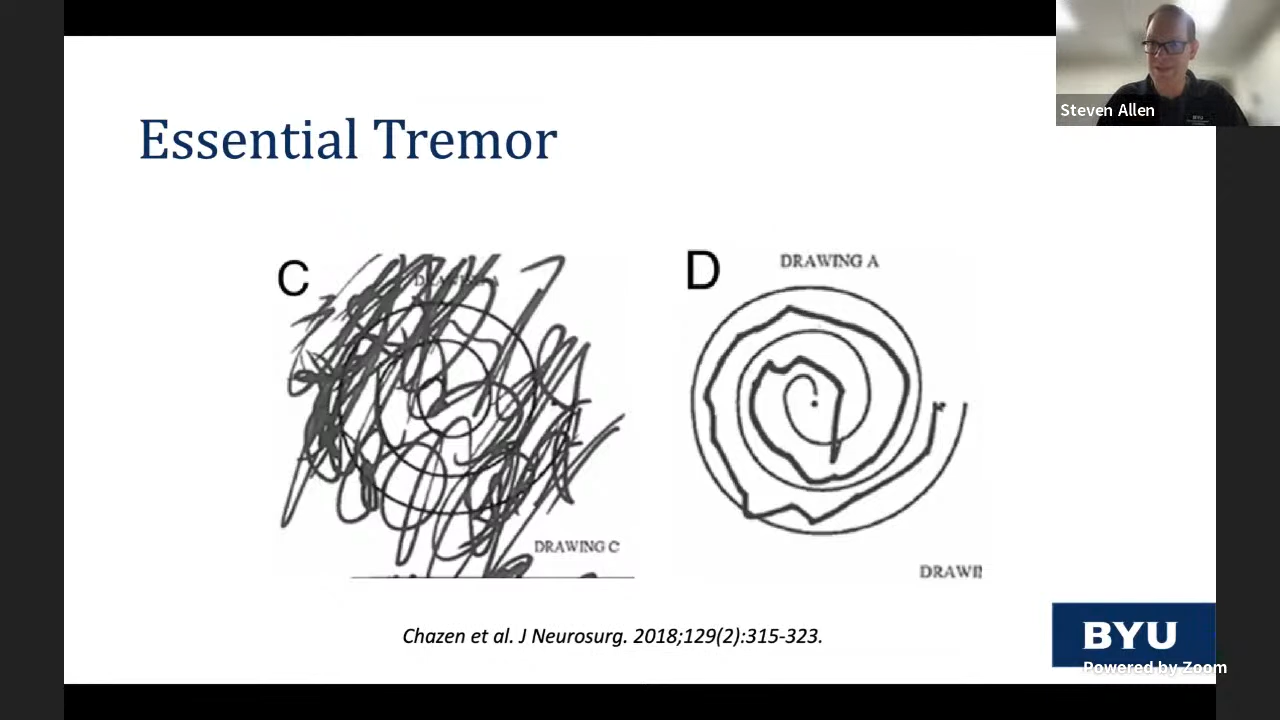 Steven Allen
Essential Tremor
C
DRAWING C
D
DRAWING A
Chazen et al. J Neurosurg. 2018;129(2):315-323.
BYU
Powered by Zoom